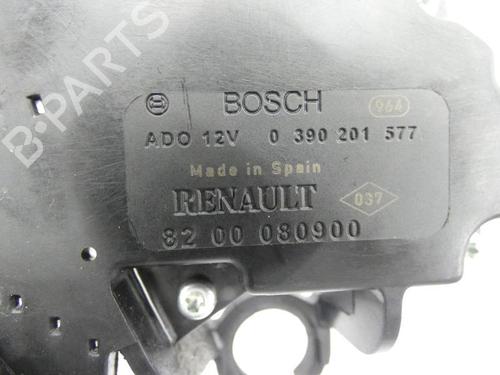 BOSCH 964
ADO 12V 0 390 201 577
Made in Spain
RENAULT 037
82 00 080900
B-PARTS